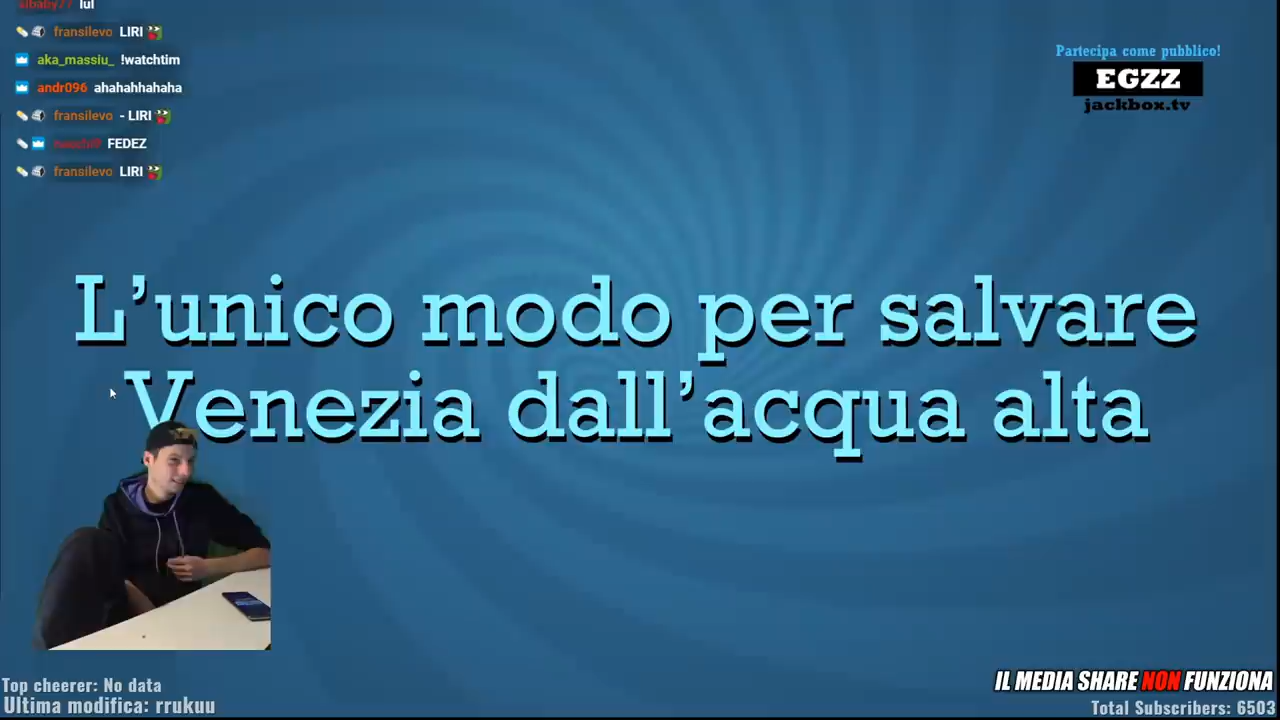 lul
fransilevo LIRI
aka_massiu_ !watchtim
andr096 ahahahhahaha
fransilevo - LIRI
FEDEZ
fransilevo LIRI
Partecipa come pubblico!
EGZZ
jackbox.tv
L'unico modo per salvare
Venezia dall'acqua alta
Top cheerer: No data
Ultima modifica: rrukuu
IL MEDIA SHARE NON FUNZIONA
Total Subscribers: 6503